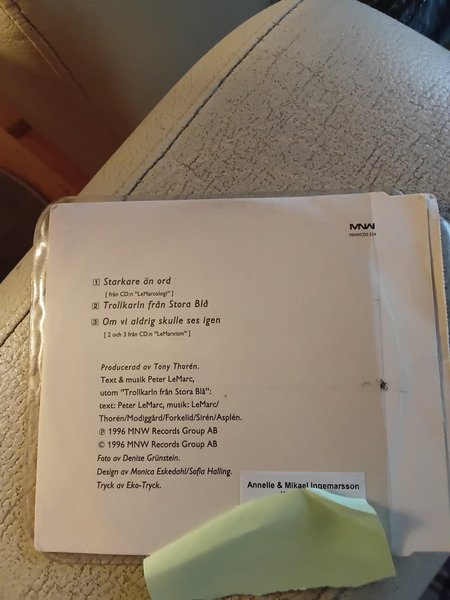 MNW
MNWCDS 224
1 Starkare än ord
[ från CD:n "LeMarcologi" ]
2 Trollkarln från Stora Blå
3 Om vi aldrig skulle ses igen
[ 2 och 3 från CD:n "LeMarxism" ]
Producerad av Tony Thorén.
Text & musik Peter LeMarc,
utom "Trollkarln från Stora Blå":
text: Peter LeMarc, musik: LeMarc/
Thorén/Modiggård/Forkelid/Sirén/Asplén.
℗ 1996 MNW Records Group AB
© 1996 MNW Records Group AB
Foto av Denise Grünstein.
Design av Monica Eskedahl/Sofia Halling.
Tryck av Eko-Tryck.
Annelie & Mikael Ingemarsson